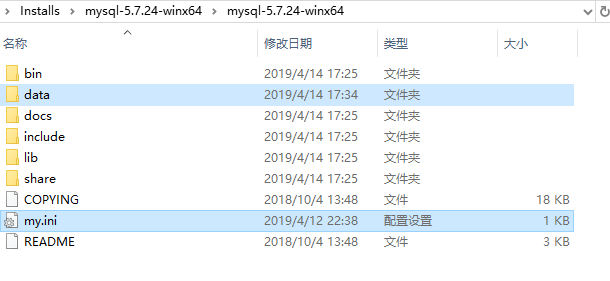 Installs > mysql-5.7.24-winx64 > mysql-5.7.24-winx64
名称 修改日期 类型 大小
bin 2019/4/14 17:25 文件夹
data 2019/4/14 17:34 文件夹
docs 2019/4/14 17:25 文件夹
include 2019/4/14 17:25 文件夹
lib 2019/4/14 17:25 文件夹
share 2019/4/14 17:25 文件夹
COPYING 2018/10/4 13:48 文件 18 KB
my.ini 2019/4/12 22:38 配置设置 1 KB
README 2018/10/4 13:48 文件 3 KB